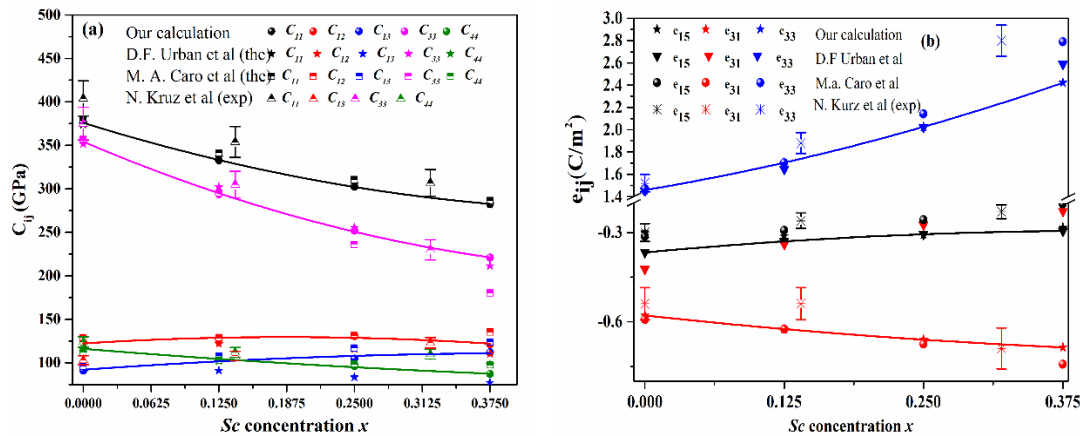 (a)
Our calculation C11 C12 C13 C33 C44
D.F. Urban et al (the) C11 C12 C13 C33 C44
M. A. Caro et al (the) C11 C12 C13 C33 C44
N. Kruz et al (exp) C11 C13 C33 C44
500
450
400
350
300
250
200
150
100
50
Cij (GPa)
0.0000 0.0625 0.1250 0.1875 0.2500 0.3125 0.3750
Sc concentration x
(b)
e15 e31 e33 Our calculation
e15 e31 e33 D.F Urban et al
e15 e31 e33 M.a. Caro et al
e15 e31 e33 N. Kurz et al (exp)
3.0
2.8
2.6
2.4
2.2
2.0
1.8
1.6
1.4
-0.3
-0.6
eij(C/m2)
0.000 0.125 0.250 0.375
Sc concentration x